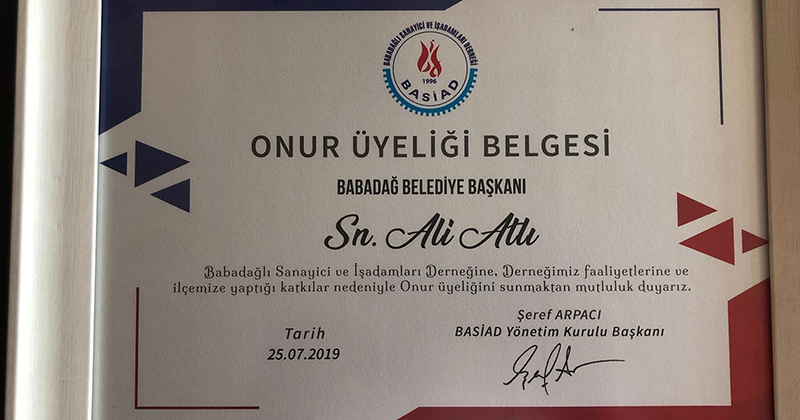 BABADAĞLI SANAYİCİ VE İŞADAMLARI DERNEĞİ
1996
BASİAD
ONUR ÜYELİĞİ BELGESİ
BABADAĞ BELEDİYE BAŞKANI
Sn. Ali Atlı
Babadağlı Sanayici ve İşadamları Derneğine, Derneğimiz faaliyetlerine ve
ilçemize yaptığı katkılar nedeniyle Onur üyeliğini sunmaktan mutluluk duyarız.
Tarih
25.07.2019
Şeref ARPACI
BASİAD Yönetim Kurulu Başkanı